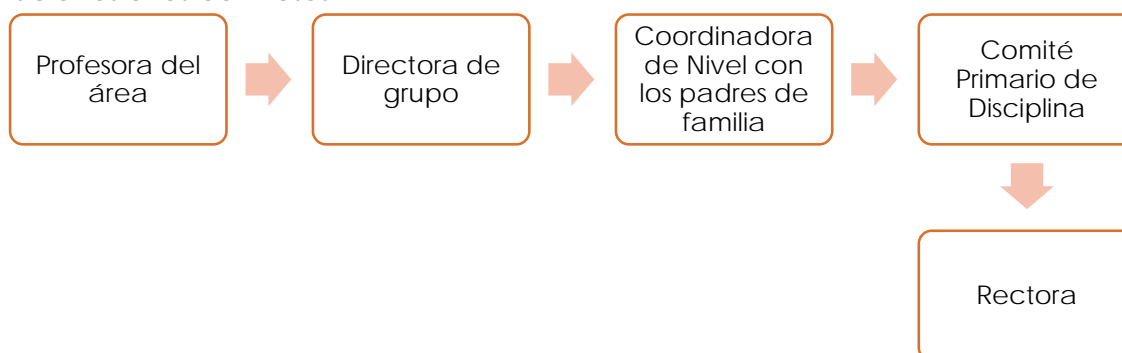 Profesora del
área
Directora de
grupo
Coordinadora
de Nivel con
los padres de
familia
Comité
Primario de
Disciplina
Rectora